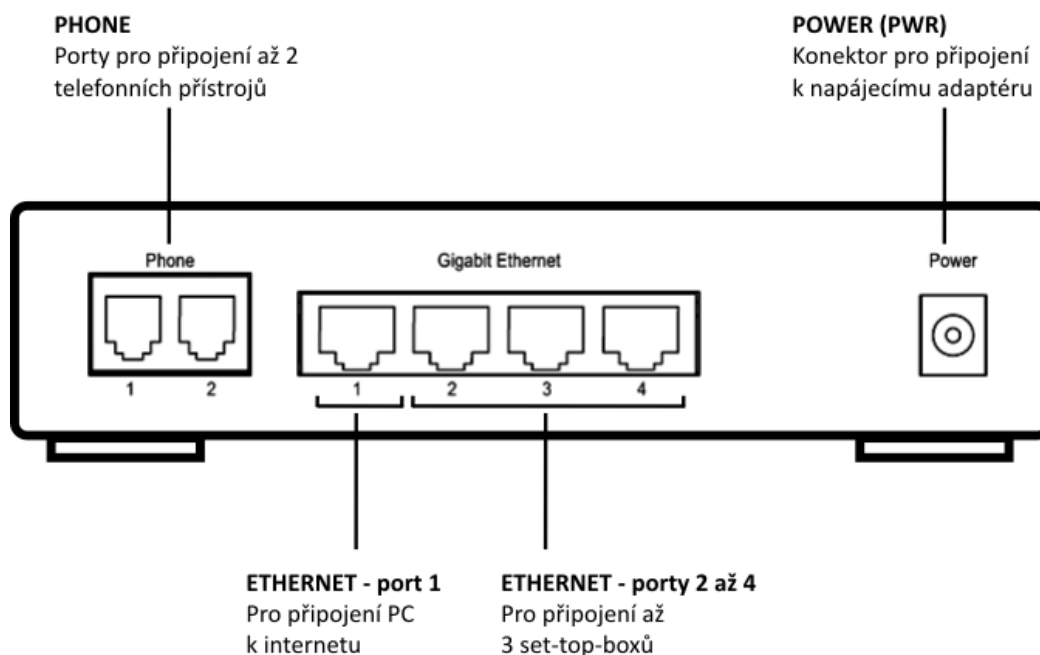 PHONE
Porty pro připojení až 2
telefonních přístrojů
POWER (PWR)
Konektor pro připojení
k napájecímu adaptéru
Phone
Gigabit Ethernet
Power
1
2
1
2
3
4
ETHERNET - port 1
Pro připojení PC
k internetu
ETHERNET - porty 2 až 4
Pro připojení až
3 set-top-boxů